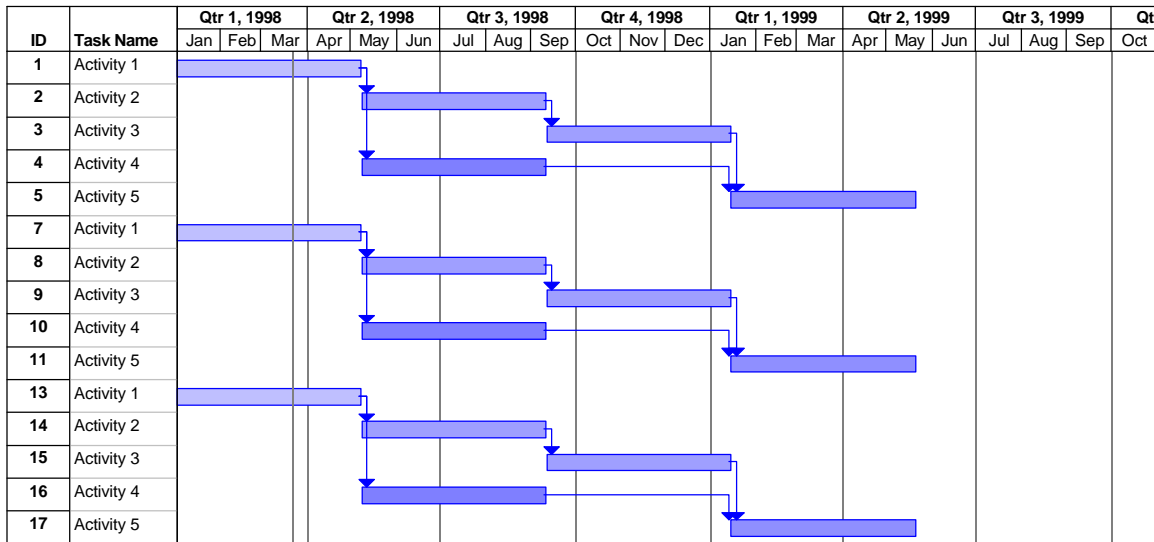 Qtr 1, 1998 Qtr 2, 1998 Qtr 3, 1998 Qtr 4, 1998 Qtr 1, 1999 Qtr 2, 1999 Qtr 3, 1999 Qt
ID Task Name Jan Feb Mar Apr May Jun Jul Aug Sep Oct Nov Dec Jan Feb Mar Apr May Jun Jul Aug Sep Oct
1 Activity 1
2 Activity 2
3 Activity 3
4 Activity 4
5 Activity 5
7 Activity 1
8 Activity 2
9 Activity 3
10 Activity 4
11 Activity 5
13 Activity 1
14 Activity 2
15 Activity 3
16 Activity 4
17 Activity 5